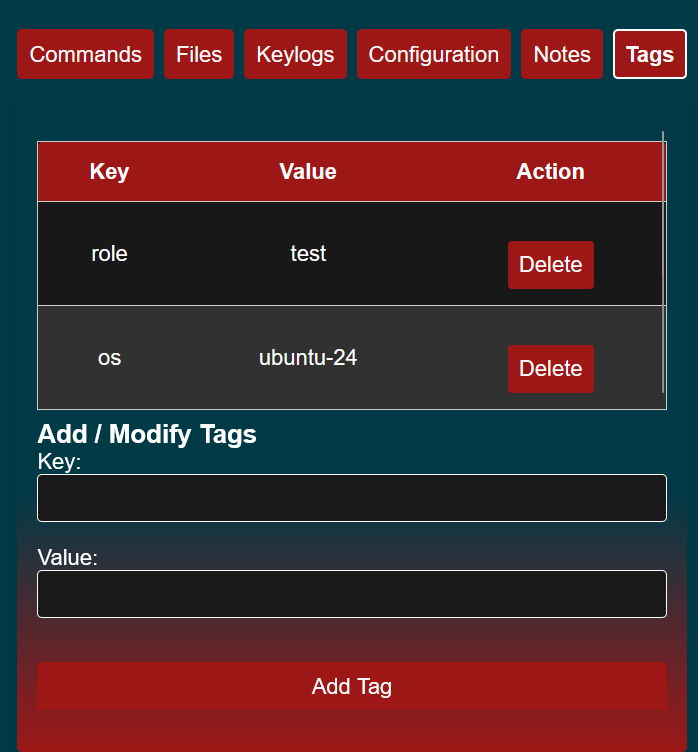 Commands Files Keylogs Configuration Notes Tags
Key Value Action
role test Delete
os ubuntu-24 Delete
Add / Modify Tags
Key:
Value:
Add Tag